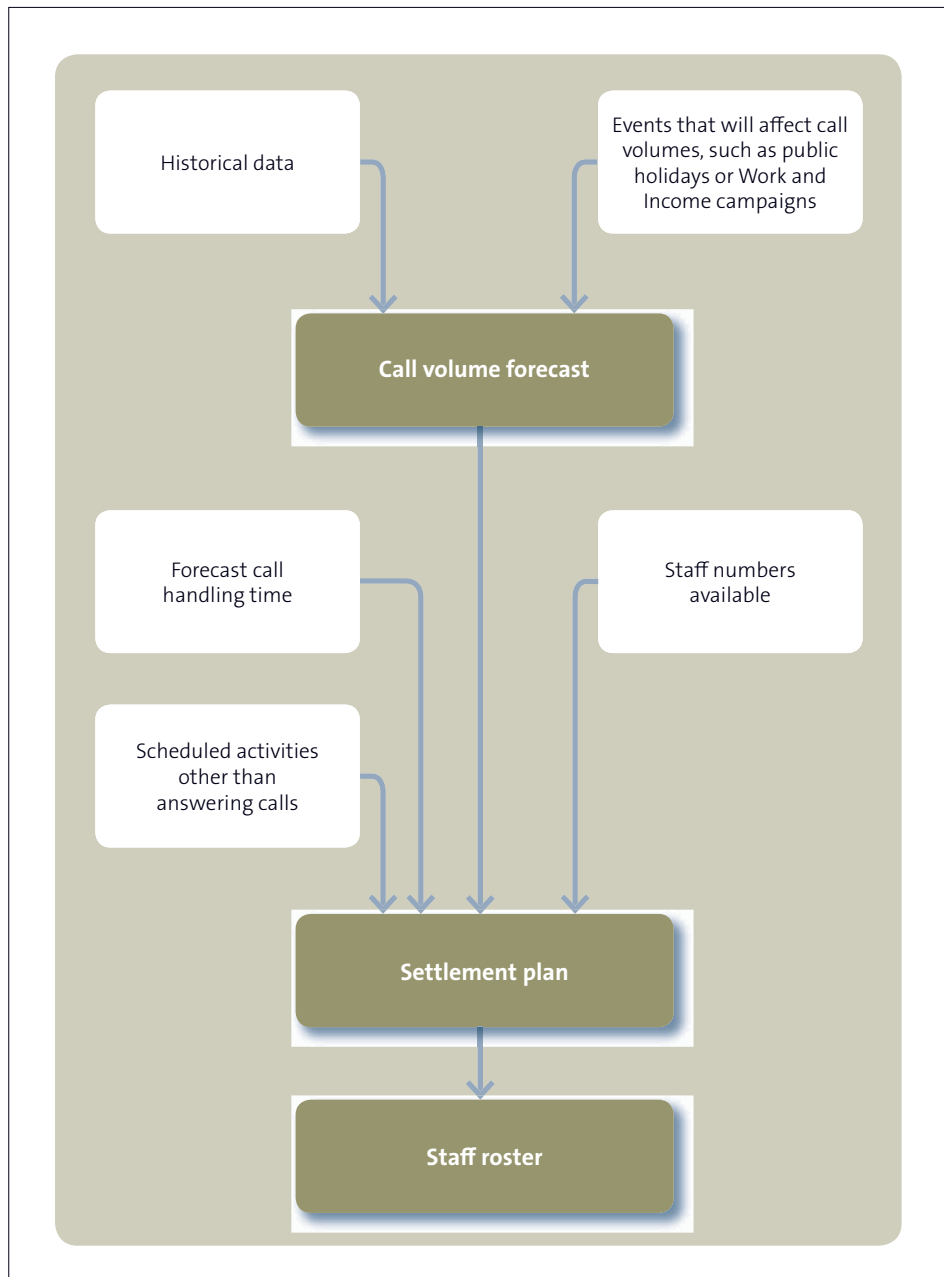 Historical data
Events that will affect call
volumes, such as public
holidays or Work and
Income campaigns
Call volume forecast
Forecast call
handling time
Staff numbers
available
Scheduled activities
other than
answering calls
Settlement plan
Staff roster